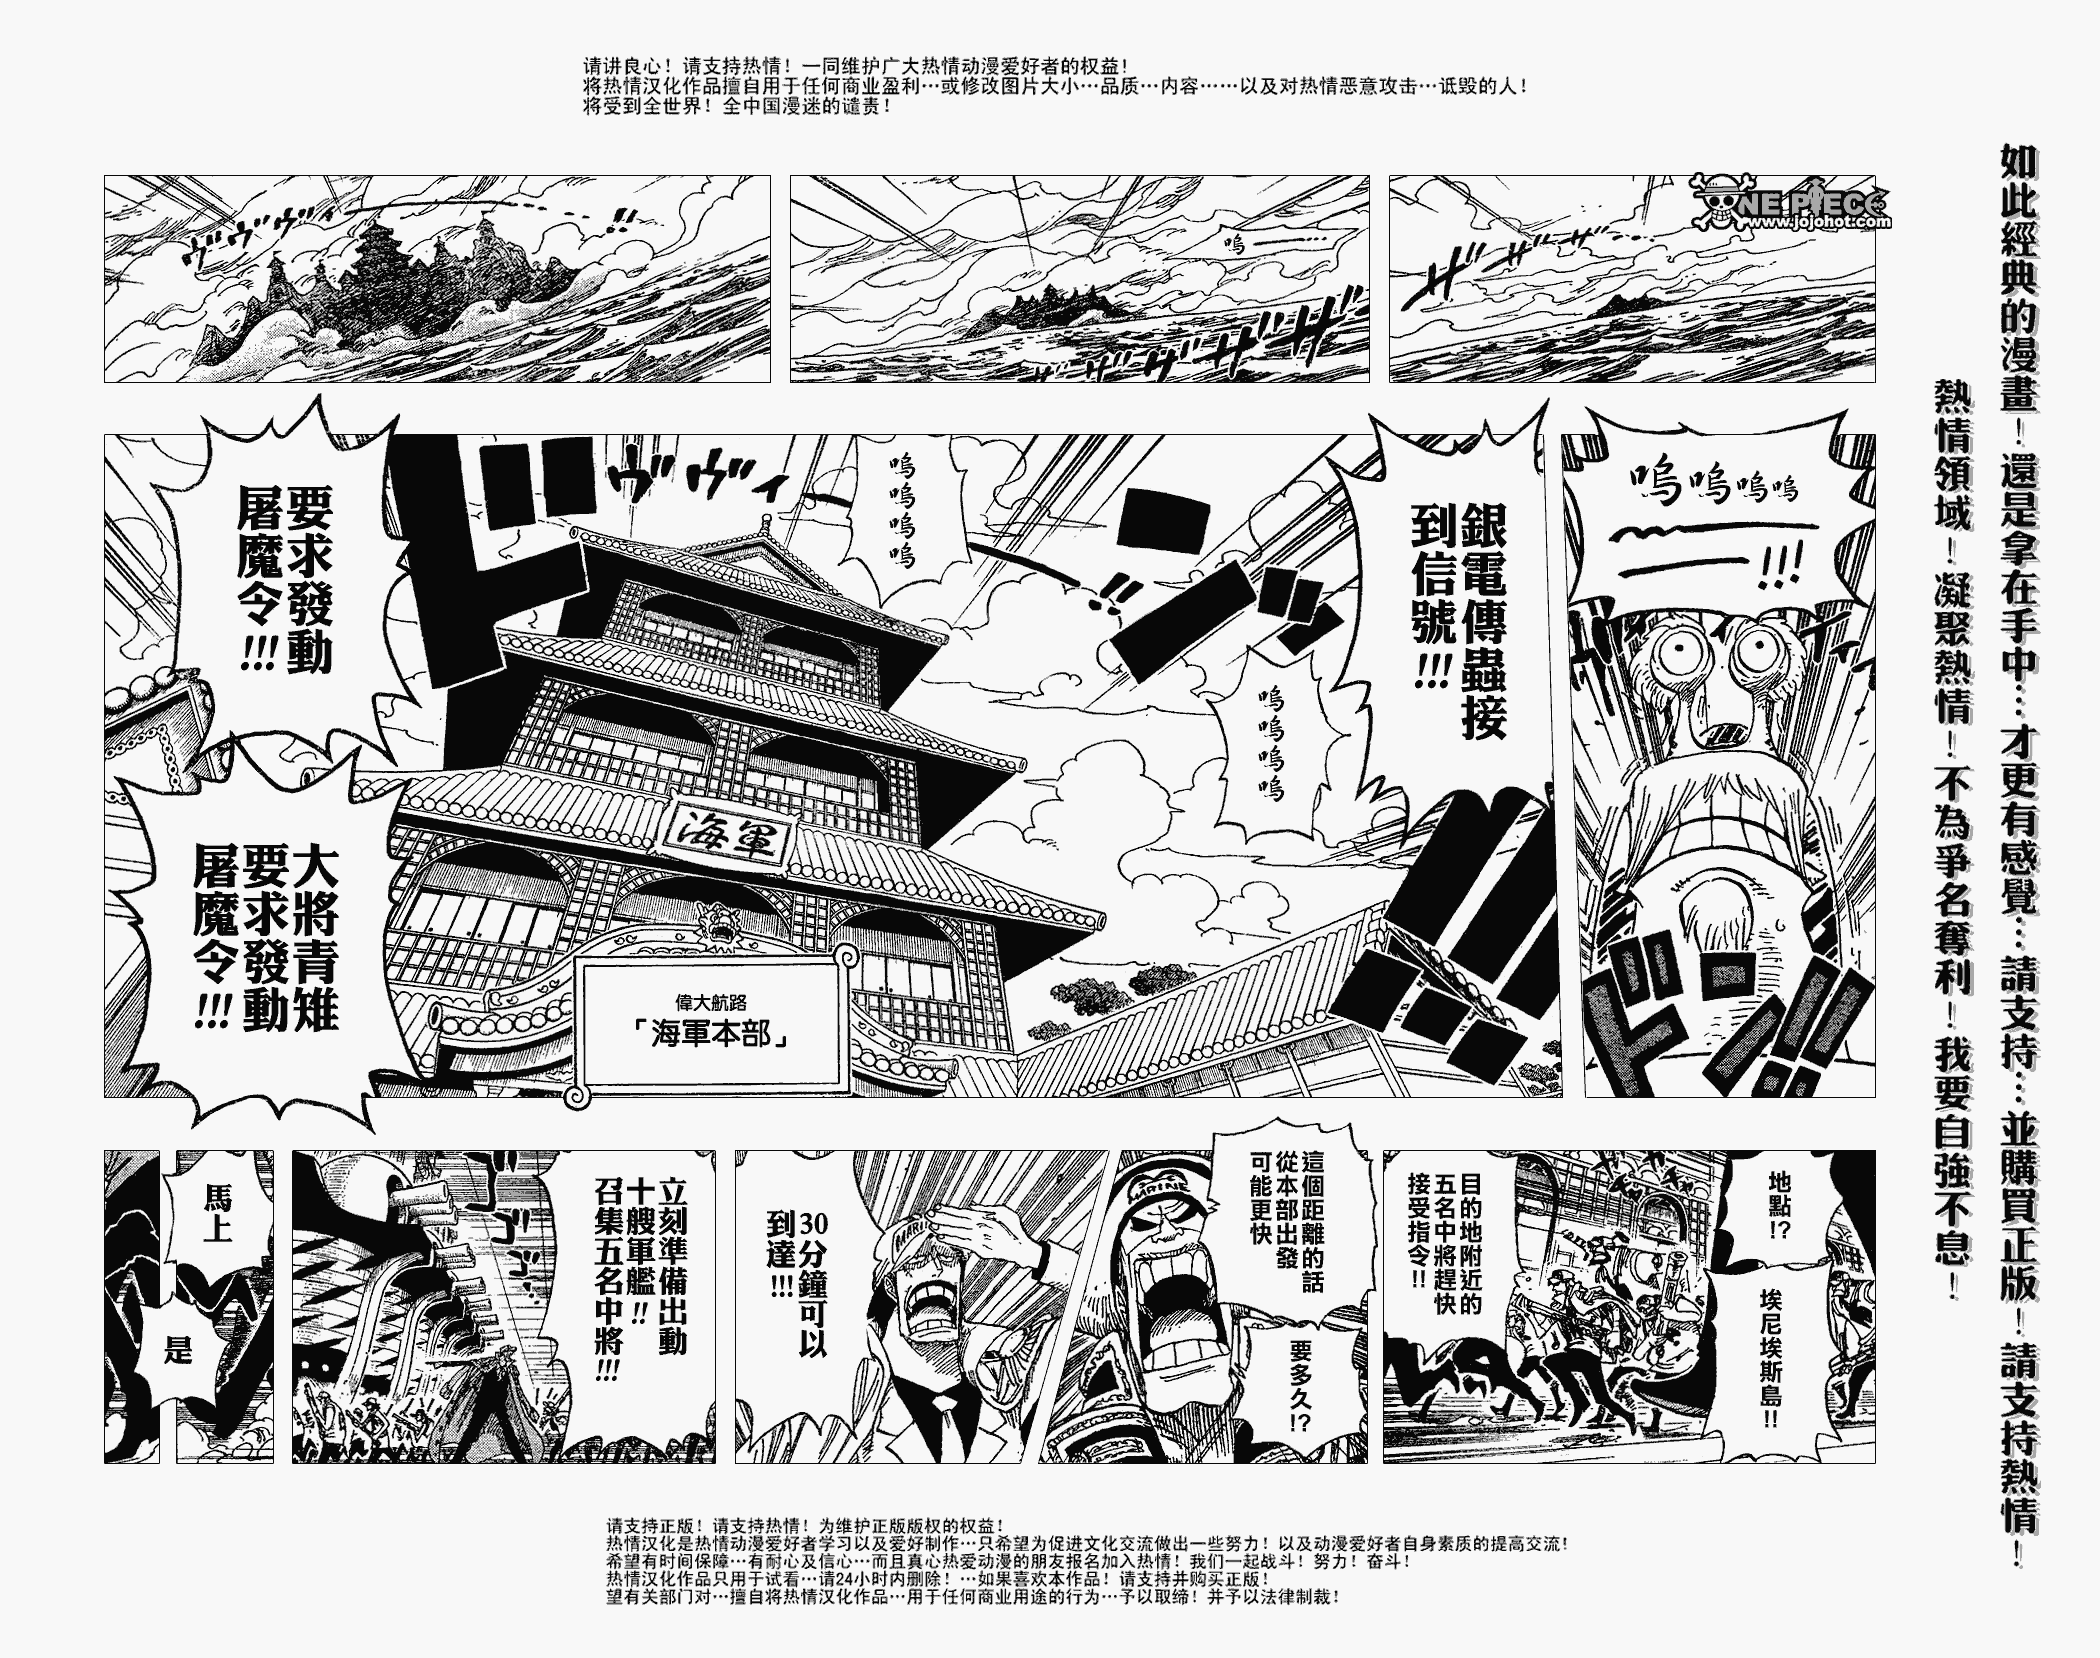 请讲良心！请支持热情！一同维护广大热情动漫爱好者的权益！
将热情汉化作品擅自用于任何商业盈利…或修改图片大小…品质…内容……以及对热情恶意攻击…诋毁的人！
将受到全世界！全中国漫迷的谴责！
如此經典的漫畫！還是拿在手中…才更有感覺…請支持…並購買正版！請支持熱情！
熱情領域！凝聚熱情！不為爭名奪利！我要自強不息！
ONE PIECE
www.jojohot.com
ザザザザ
嗚
ザザザザザ
ヴヴヴィ
!!
嗚嗚嗚嗚
!!!
ドン!!
銀電傳蟲接
到信號!!!
嗚嗚嗚嗚
嗚嗚嗚嗚
ヴヴィ
!!
海軍
偉大航路
「海軍本部」
要求發動
屠魔令!!!
大將青雉
要求發動
屠魔令!!!
地點!?
埃尼埃斯島!!
目的地附近的
五名中將趕快
接受指令!!
這個距離的話
從本部出發
可能更快
要多久!?
MARINE
MARINE
30分鐘可以
到達!!!
立刻準備出動
十艘軍艦!!
召集五名中將!!!
馬上
是
请支持正版！请支持热情！为维护正版版权的权益！
热情汉化是热情动漫爱好者学习以及爱好制作…只希望为促进文化交流做出一些努力！以及动漫爱好者自身素质的提高交流！
希望有时间保障…有耐心及信心…而且真心热爱动漫的朋友报名加入热情！我们一起战斗！努力！奋斗！
热情汉化作品只用于试看…请24小时内删除！…如果喜欢本作品！请支持并购买正版！
望有关部门对…擅自将热情汉化作品…用于任何商业用途的行为…予以取缔！并予以法律制裁！